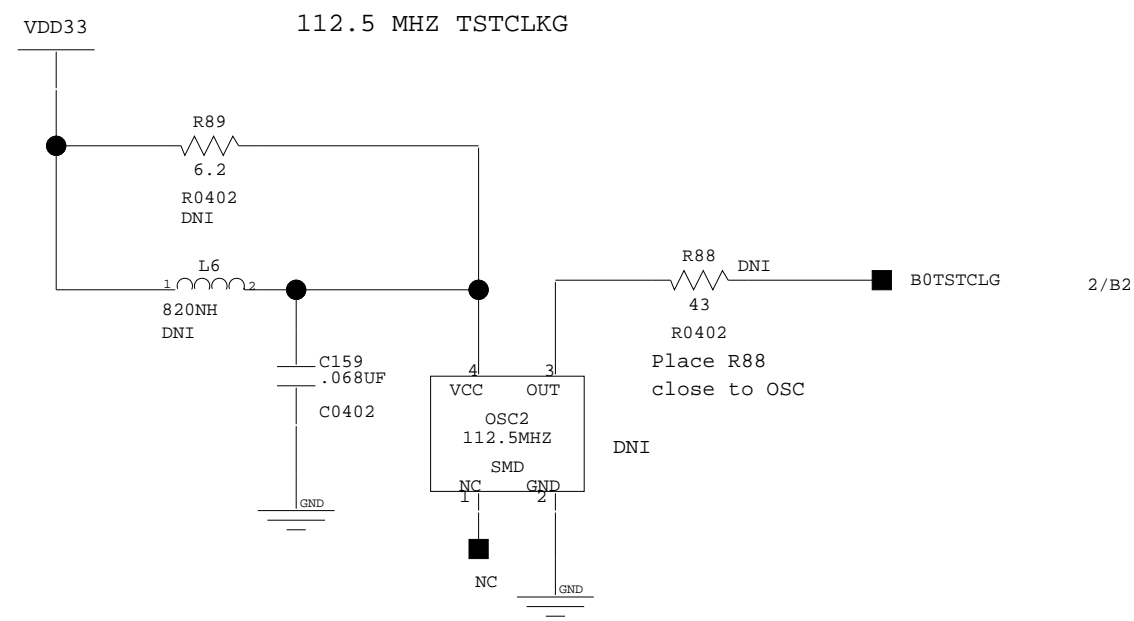 112.5 MHZ TSTCLKG
VDD33
R89
6.2
R0402
DNI
L6
1
2
820NH
DNI
C159
.068UF
C0402
GND
R88
DNI
43
R0402
Place R88
close to OSC
B0TSTCLG
2/B2
4
3
VCC
OUT
OSC2
112.5MHZ
SMD
NC
GND
1
2
DNI
NC
GND